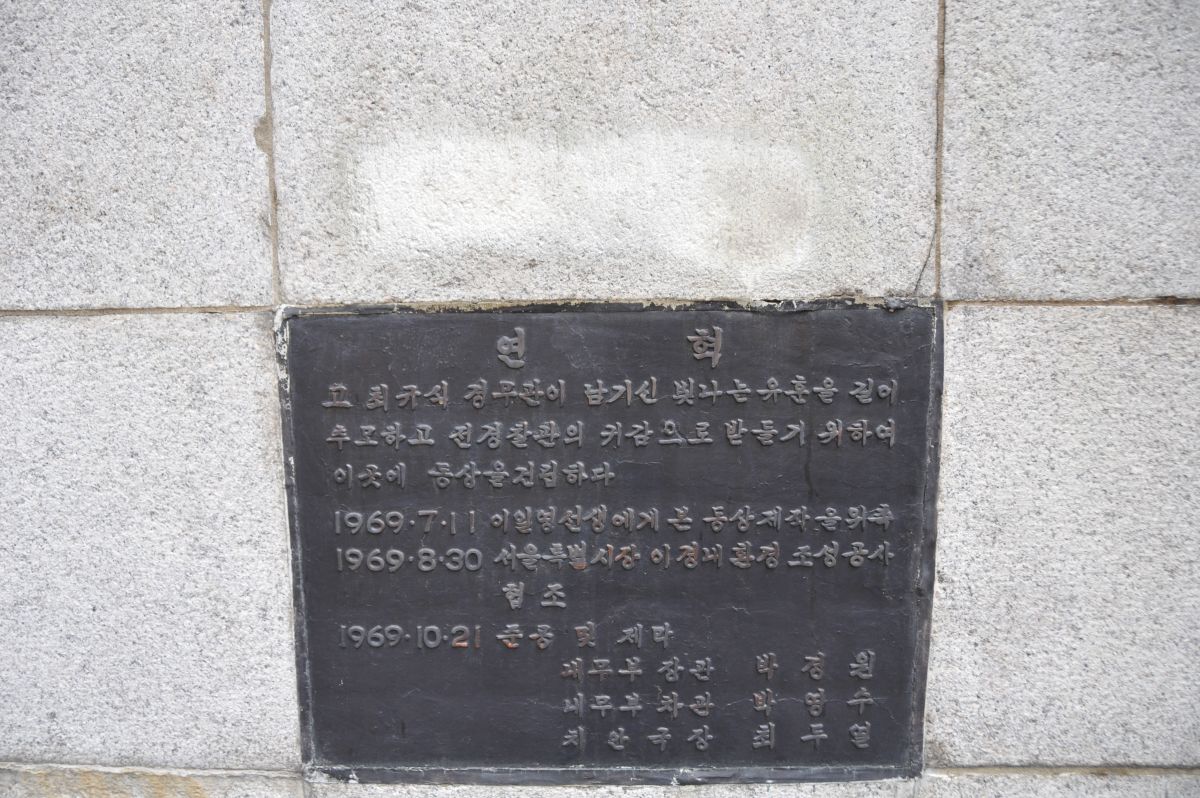 연 혁
고 최규식 경무관이 남기신 빛나는 유훈을 길이
추모하고 전경찰관의 귀감으로 받들기 위하여
이곳에 동상을건립하다
1969·7·11 이일영선생에게 본 동상제작을위촉
1969·8·30 서울특별시장 이경내환경 조성공사
협조
1969·10·21 준공 및 제막
내무부장관 박경원
내무부차관 박영수
치안국장 최두열